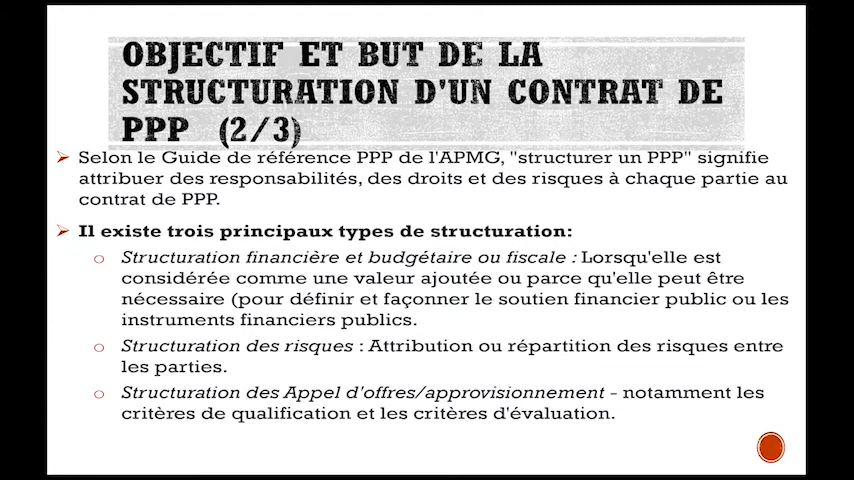 OBJECTIF ET BUT DE LA
STRUCTURATION D'UN CONTRAT DE
PPP (2/3)
Selon le Guide de référence PPP de l'APMG, "structurer un PPP" signifie
attribuer des responsabilités, des droits et des risques à chaque partie au
contrat de PPP.
Il existe trois principaux types de structuration:
Structuration financière et budgétaire ou fiscale : Lorsqu'elle est
considérée comme une valeur ajoutée ou parce qu'elle peut être
nécessaire (pour définir et façonner le soutien financier public ou les
instruments financiers publics.
Structuration des risques : Attribution ou répartition des risques entre
les parties.
Structuration des Appel d'offres/approvisionnement - notamment les
critères de qualification et les critères d'évaluation.